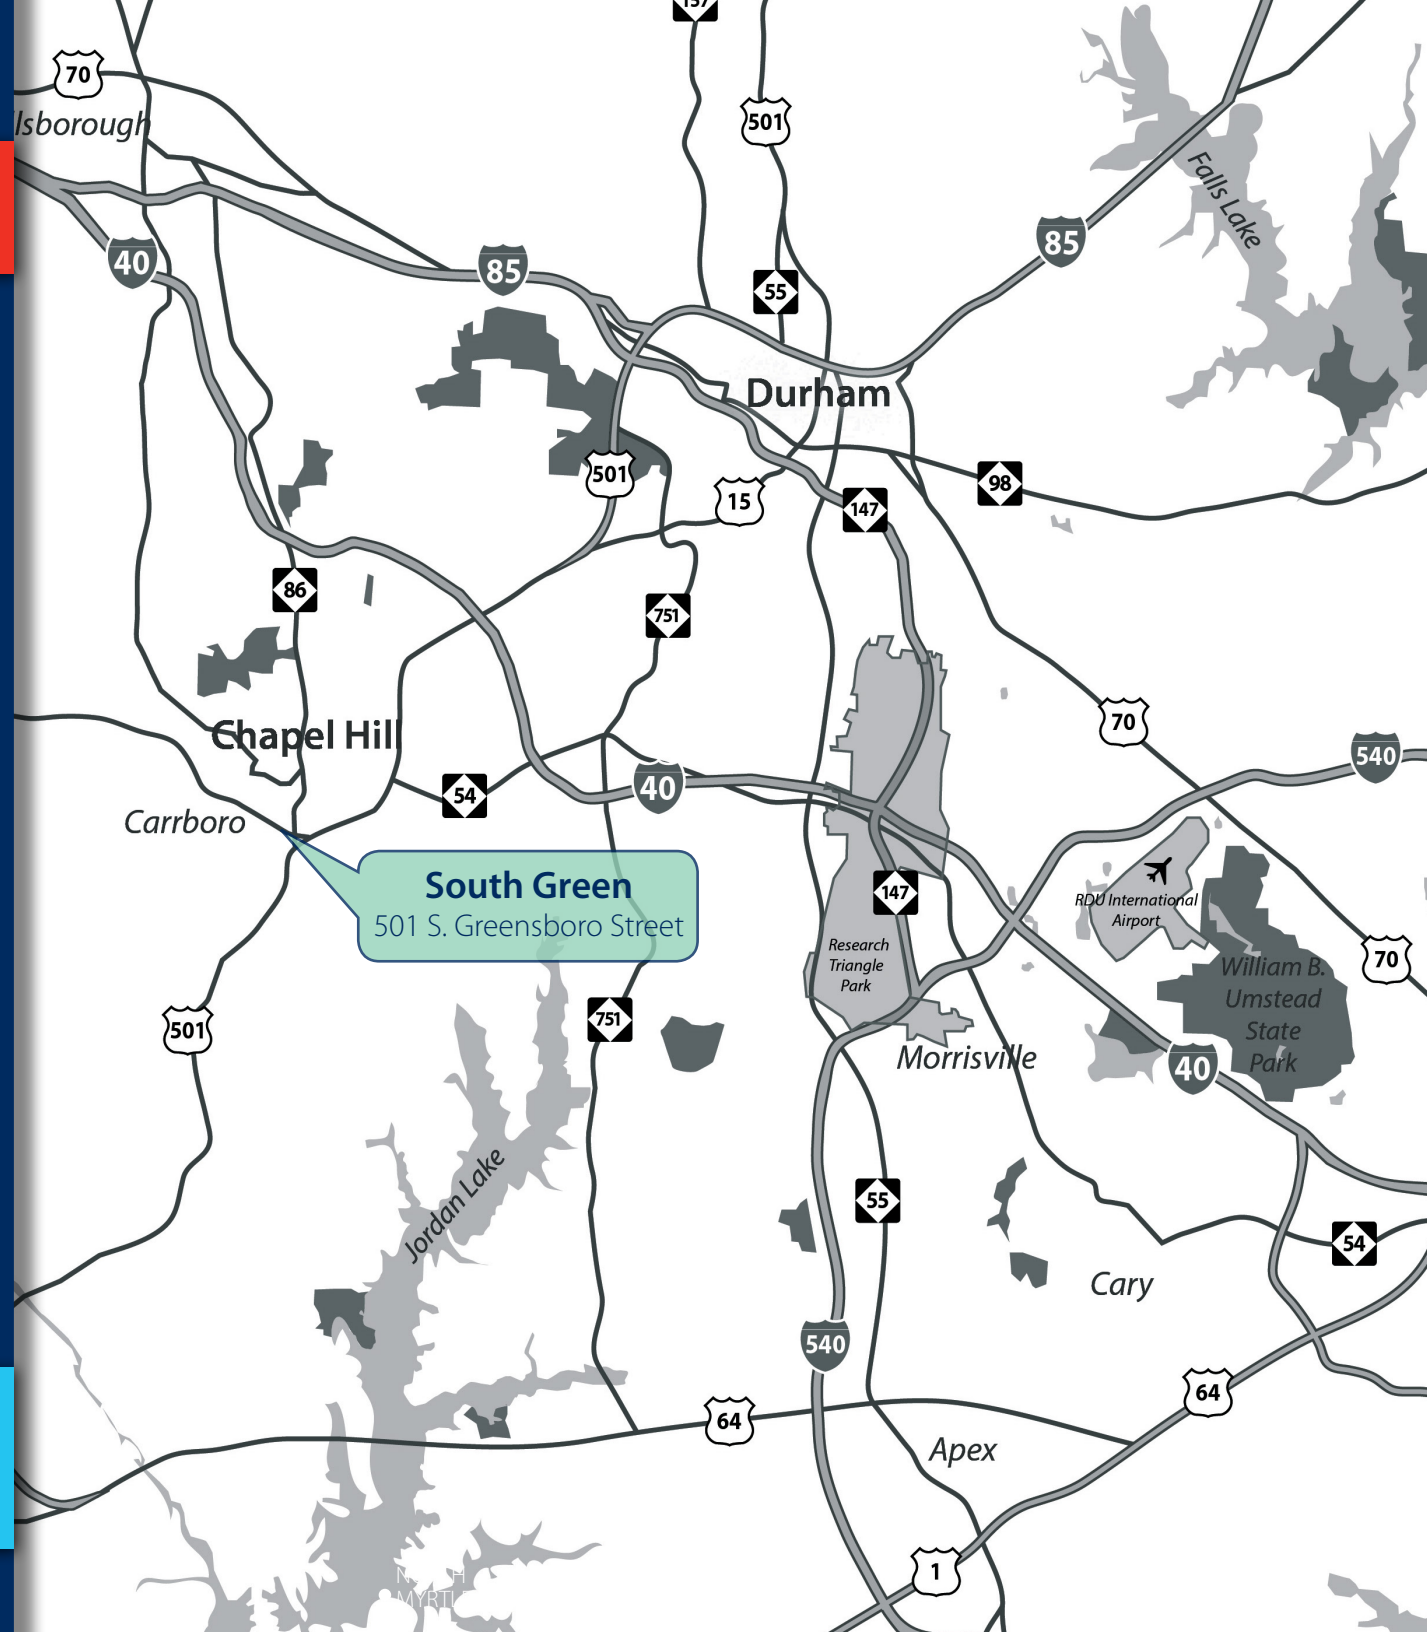 157
70
501
lsborough
Falls Lake
40
85
85
55
Durham
501
15
98
147
86
751
Chapel Hill
70
540
54
40
Carrboro
South Green
501 S. Greensboro Street
147
RDU International
Airport
Research
Triangle
Park
70
William B.
Umstead
State
Park
501
751
Morrisville
40
Jordan Lake
55
54
Cary
540
64
64
Apex
1